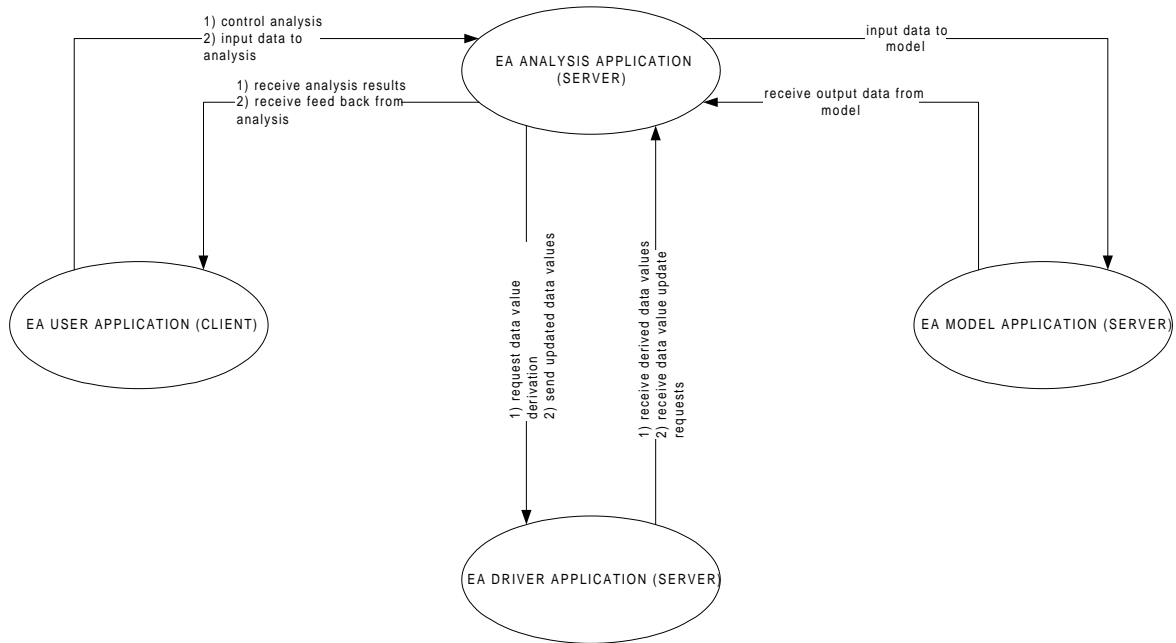 1) control analysis
2) input data to
analysis
EA ANALYSIS APPLICATION
(SERVER)
input data to
model
1) receive analysis results
2) receive feed back from
analysis
receive output data from
model
EA USER APPLICATION (CLIENT)
1) request data value
derivation
2) send updated data values
1) receive derived data values
2) receive data value update
requests
EA MODEL APPLICATION (SERVER)
EA DRIVER APPLICATION (SERVER)